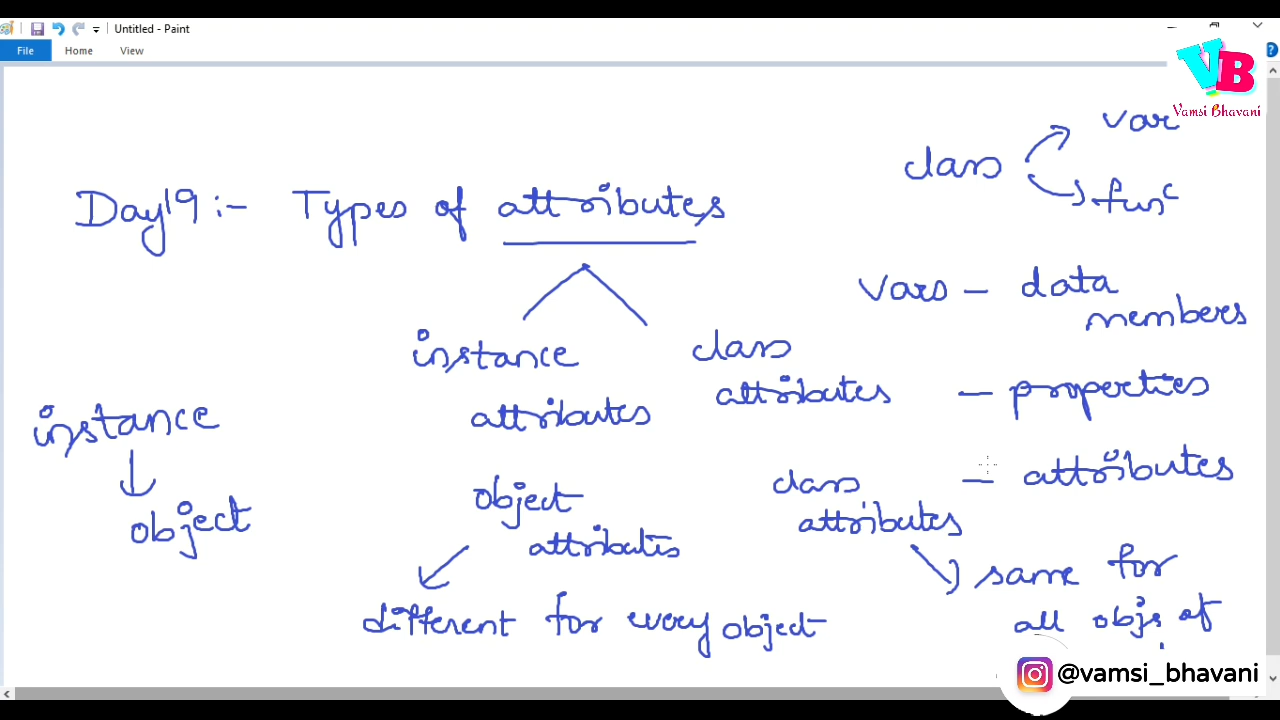 Untitled - Paint
File Home View
VB
Vamsi Bhavani
Day19 :- Types of attributes
class
var
func
vars - data
members
- properties
- attributes
instance
attributes
class
attributes
instance
object
object
attributes
different for every object
class
attributes
same for
all objs of
@vamsi_bhavani